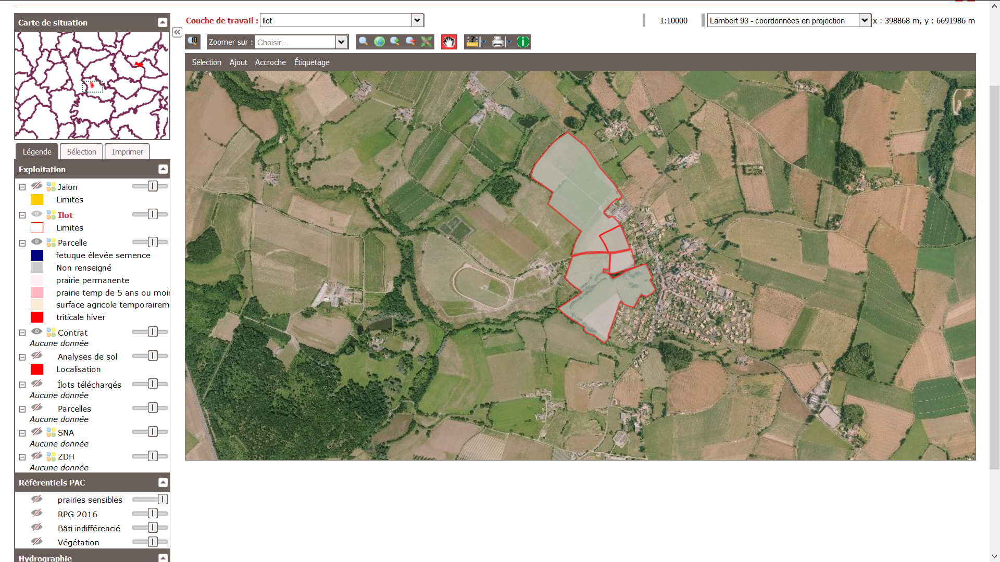 Carte de situation
Couche de travail : Ilot
1:10000
Lambert 93 - coordonnées en projection
x : 398868 m, y : 6691986 m
Zoomer sur : Choisir...
Sélection Ajout Accroche Étiquetage
Légende Sélection Imprimer
Exploitation
Jalon
Limites
Ilot
Limites
Parcelle
fetuque élevée semence
Non renseigné
prairie permanente
prairie temp de 5 ans ou moi
surface agricole temporairem
triticale hiver
Contrat
Aucune donnée
Analyses de sol
Localisation
Îlots téléchargés
Aucune donnée
Parcelles
Aucune donnée
SNA
Aucune donnée
ZDH
Aucune donnée
Référentiels PAC
prairies sensibles
RPG 2016
Bâti indifférencié
Végétation
Hydrographie